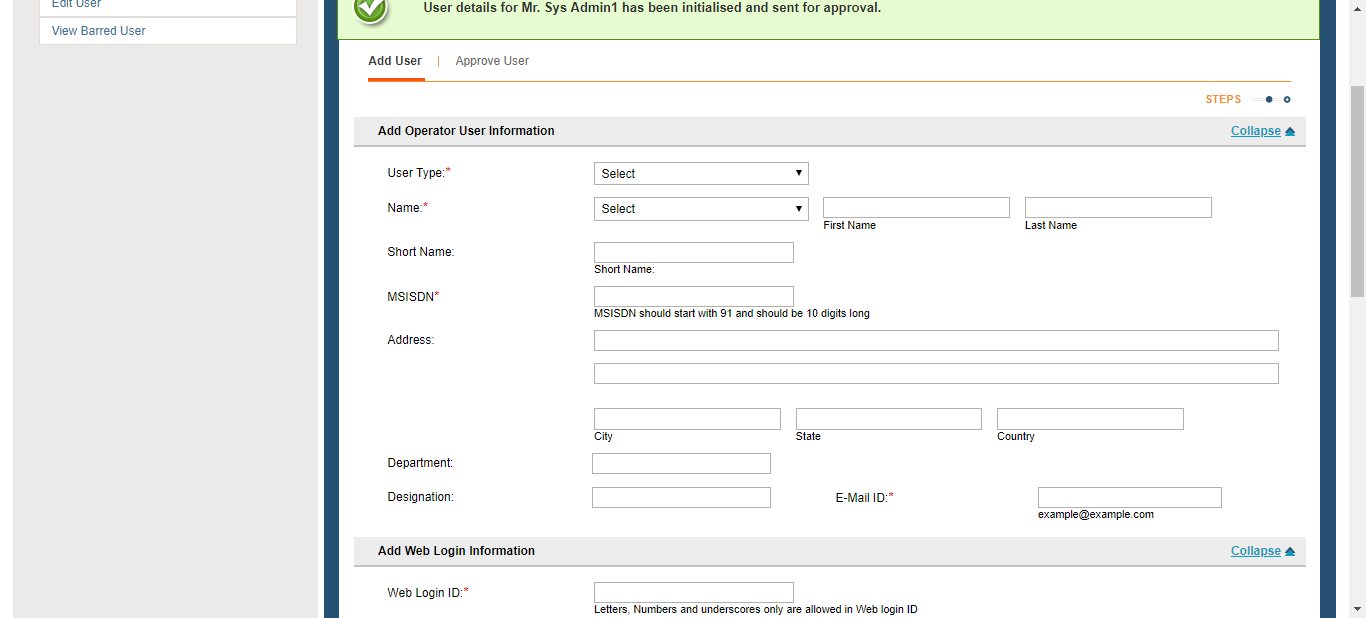 Edit User
View Barred User
User details for Mr. Sys Admin1 has been initialised and sent for approval.
Add User | Approve User
STEPS
Add Operator User Information Collapse
User Type:* Select
Name:* Select
First Name Last Name
Short Name:
Short Name:
MSISDN*
MSISDN should start with 91 and should be 10 digits long
Address:
City State Country
Department:
Designation: E-Mail ID:*
example@example.com
Add Web Login Information Collapse
Web Login ID:*
Letters, Numbers and underscores only are allowed in Web login ID